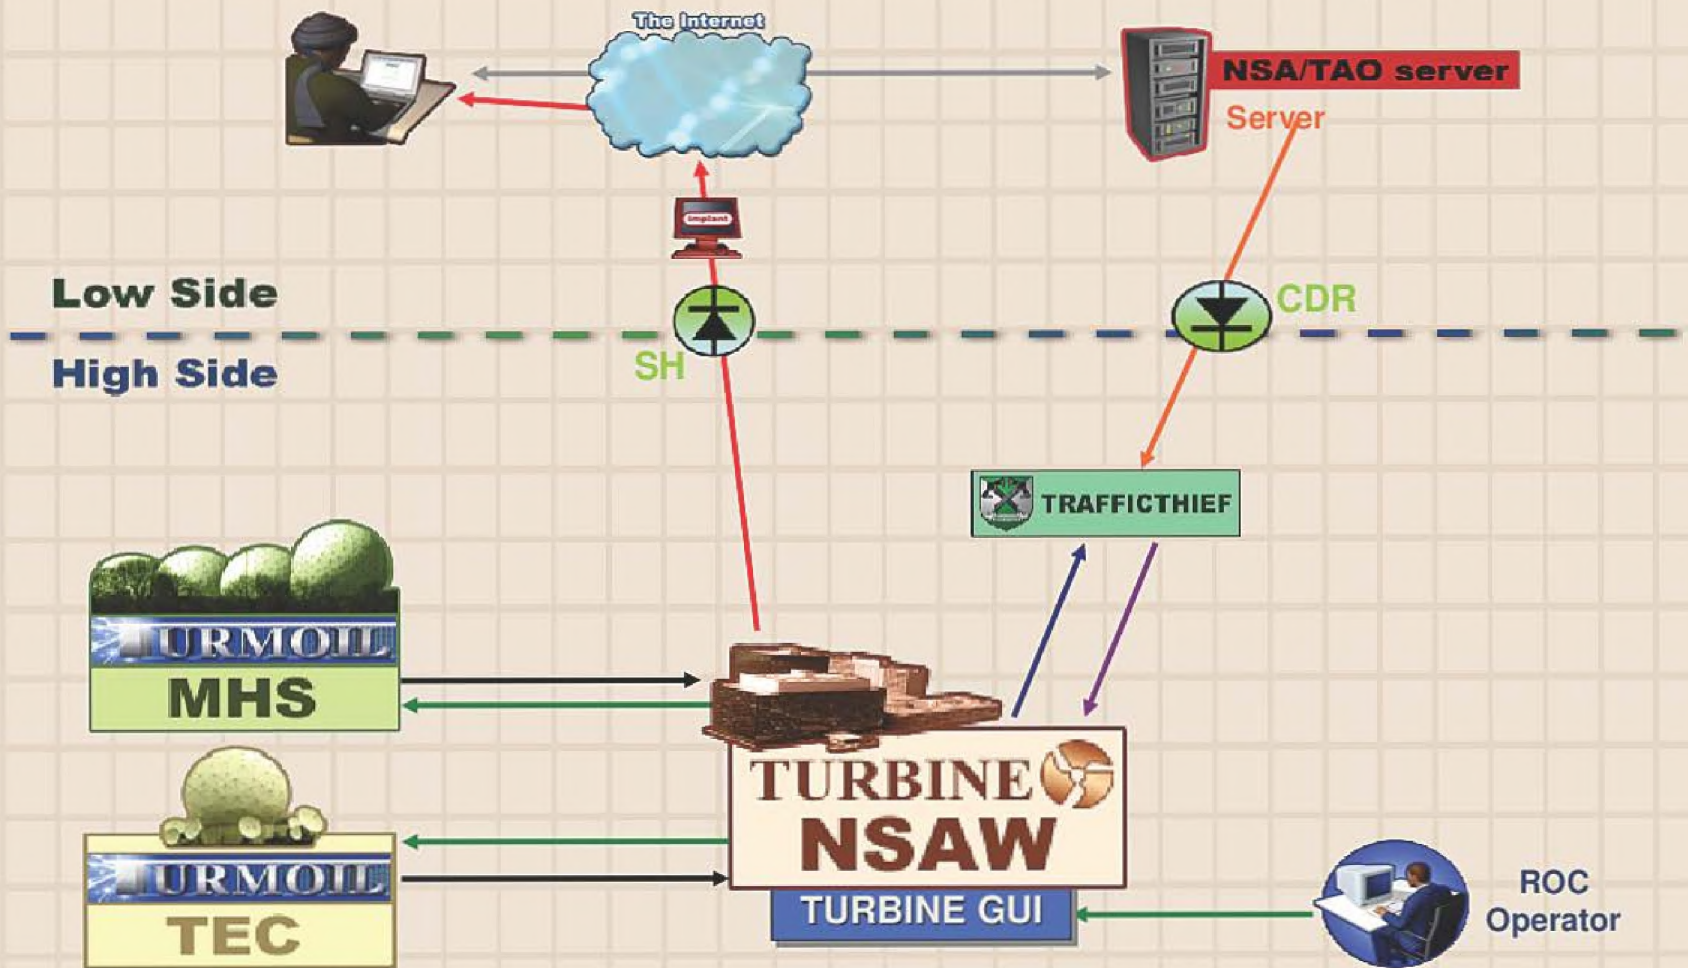 The Internet
NSA/TAO server
Server
implant
Low Side
CDR
High Side
SH
TRAFFICTHIEF
TURMOIL
MHS
TURBINE
NSAW
TURMOIL
TEC
TURBINE GUI
ROC
Operator